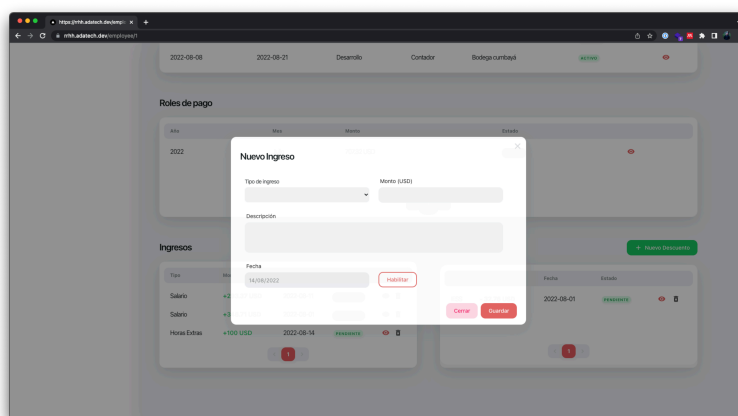 https://rrhh.adatech.dev/emplo
rrhh.adatech.dev/employee/1
2022-08-08 2022-08-21 Desarrollo Contador Bodega cumbayá ACTIVO
Roles de pago
Año Mes Monto Estado
2022
Nuevo Ingreso
Tipo de ingreso Monto (USD)
Descripción
Ingresos
+ Nuevo Descuento
Fecha
14/08/2022 Habilitar
Tipo Fecha Estado
Salario 2022-08-01 PENDIENTE
Cerrar Guardar
Salario
Horas Extras +100 USD 2022-08-14 PENDIENTE
1 1